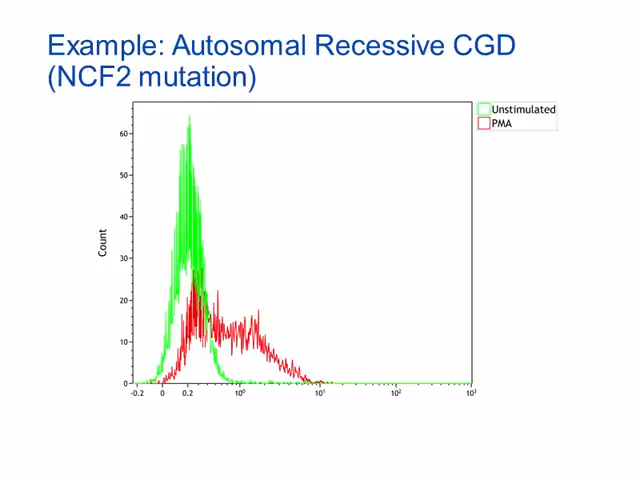 Example: Autosomal Recessive CGD
(NCF2 mutation)
Unstimulated
PMA
60
50
40
30
20
10
0
Count
-0.2 0 0.2 10⁰ 10¹ 10² 10³